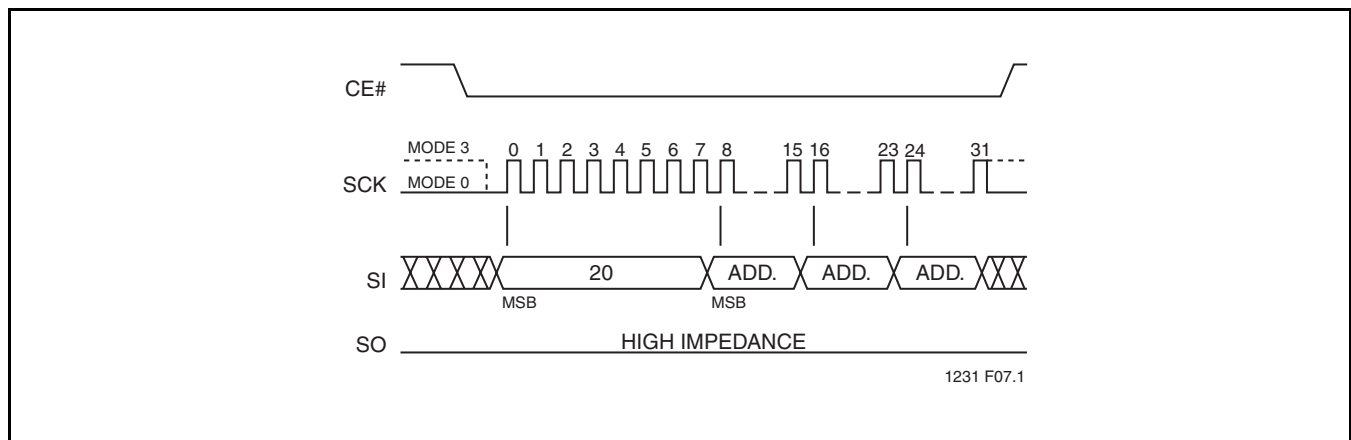 CE#
MODE 3
0 1 2 3 4 5 6 7 8 15 16 23 24 31
SCK
MODE 0
SI
20 ADD. ADD. ADD.
MSB MSB
SO HIGH IMPEDANCE
1231 F07.1